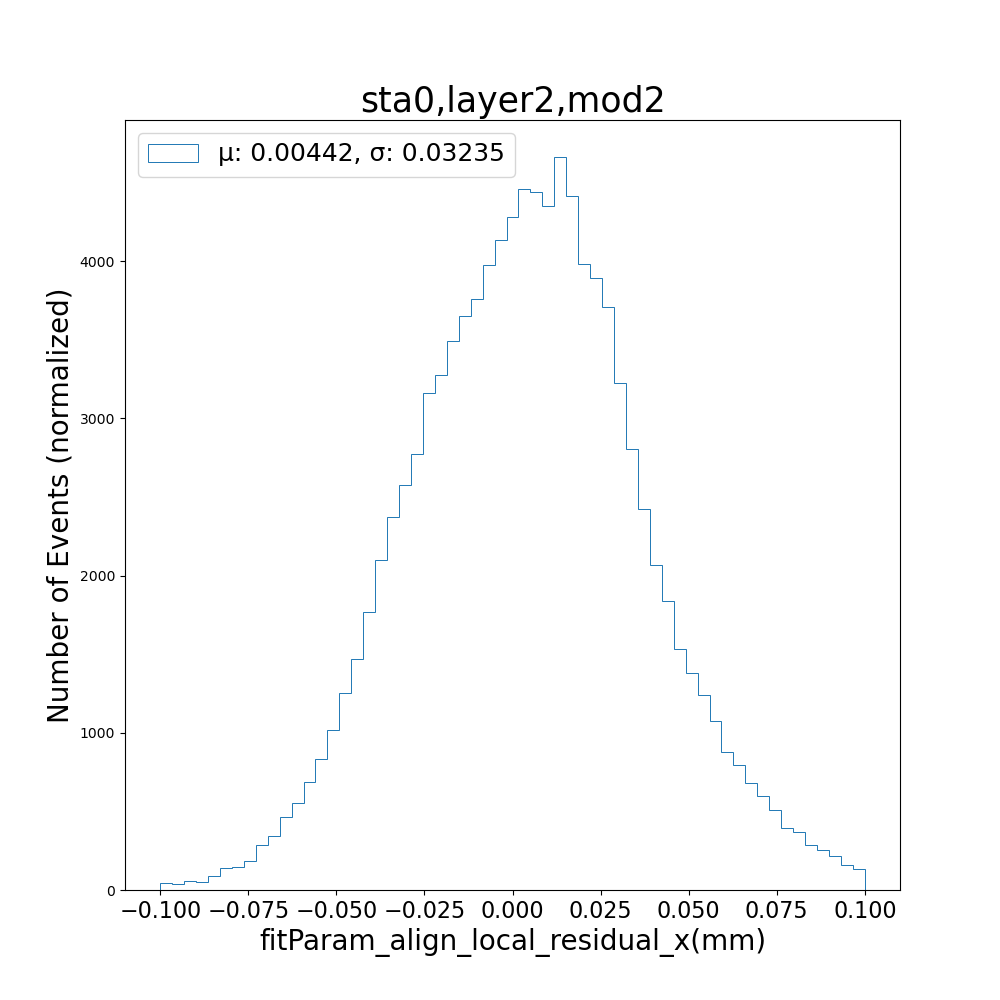 sta0,layer2,mod2
μ: 0.00442, σ: 0.03235
Number of Events (normalized)
4000
3000
2000
1000
0
−0.100 −0.075 −0.050 −0.025 0.000 0.025 0.050 0.075 0.100
fitParam_align_local_residual_x(mm)